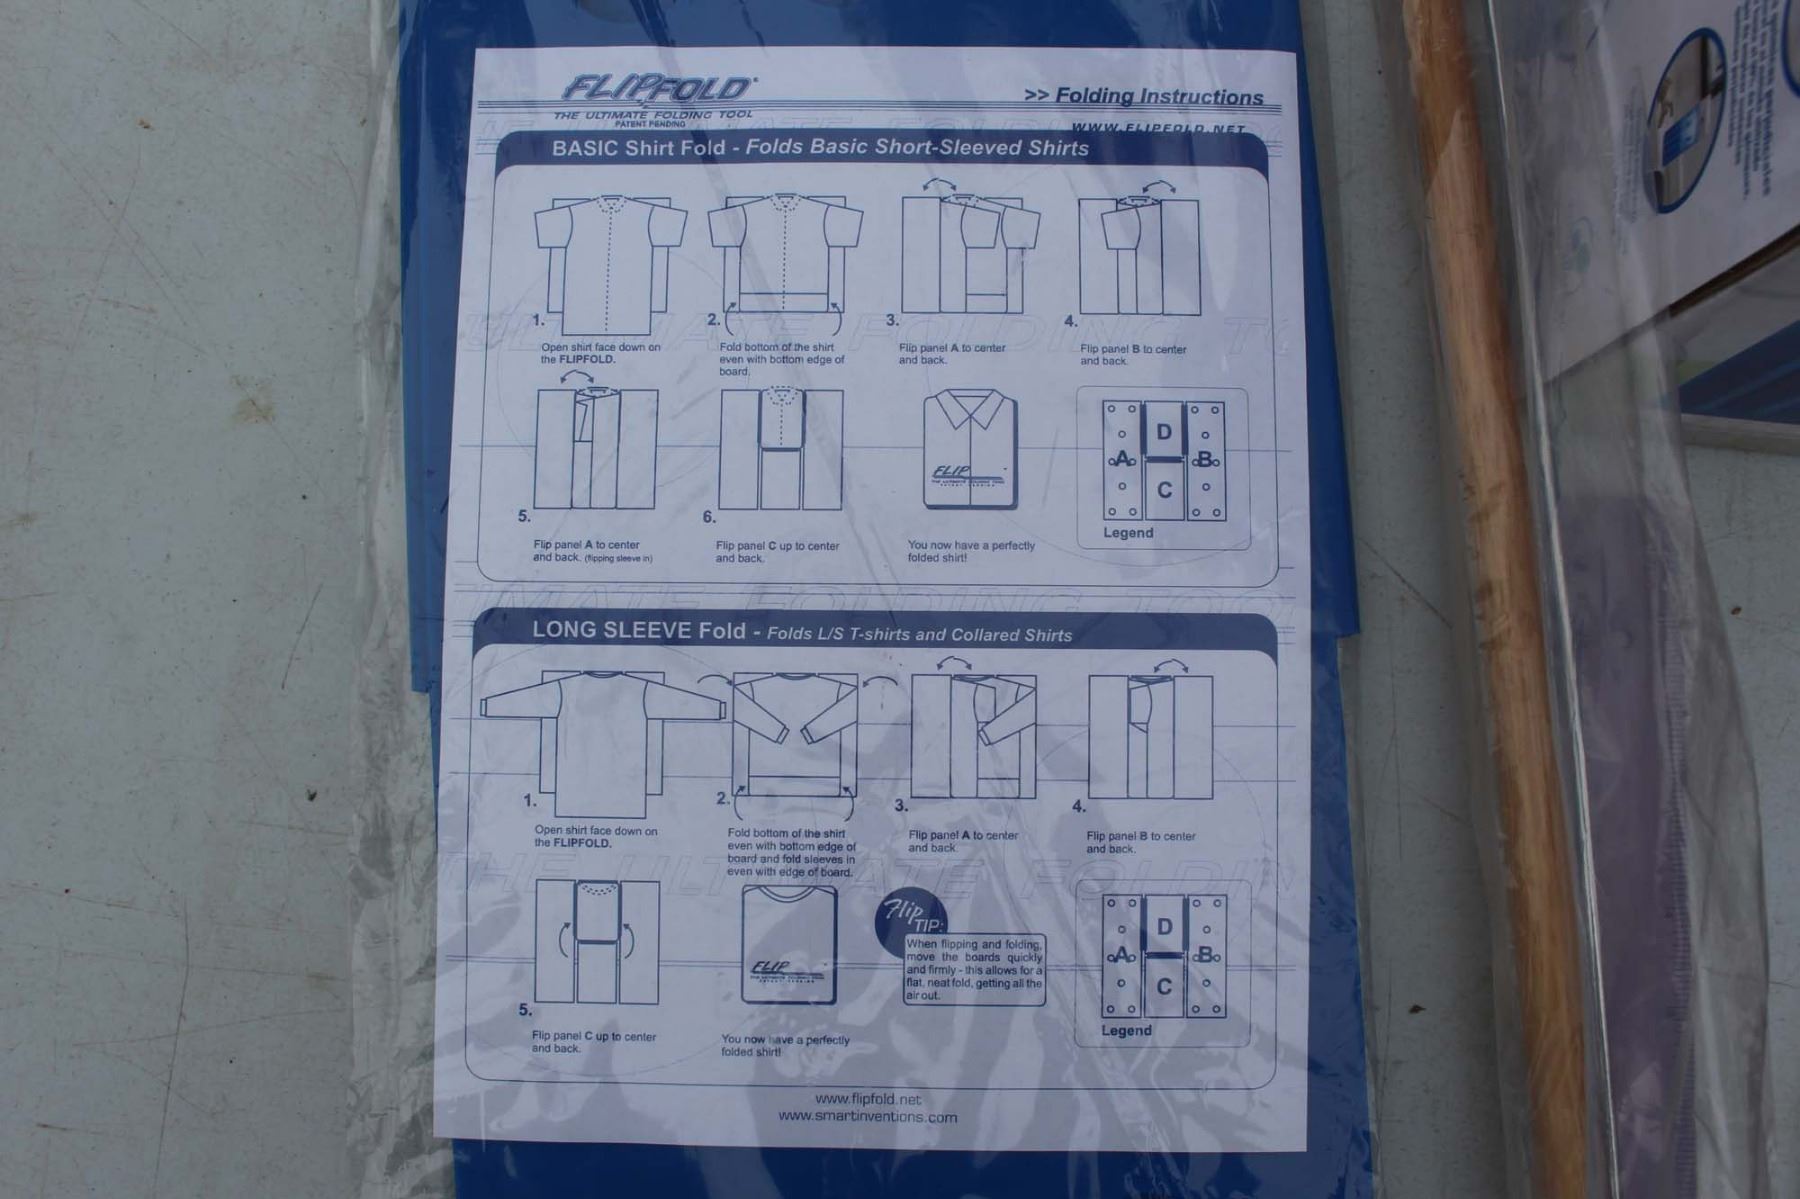 FLIPFOLD
THE ULTIMATE FOLDING TOOL
PATENT PENDING
>> Folding Instructions
WWW.FLIPFOLD.NET
BASIC Shirt Fold - Folds Basic Short-Sleeved Shirts
1.
Open shirt face down on
the FLIPFOLD.
2.
Fold bottom of the shirt
even with bottom edge of
board.
3.
Flip panel A to center
and back.
4.
Flip panel B to center
and back.
5.
Flip panel A to center
and back. (flipping sleeve in)
6.
Flip panel C up to center
and back.
FLIP
You now have a perfectly
folded shirt!
A
D
C
B
Legend
LONG SLEEVE Fold - Folds L/S T-shirts and Collared Shirts
1.
Open shirt face down on
the FLIPFOLD.
2.
Fold bottom of the shirt
even with bottom edge of
board and fold sleeves in
even with edge of board.
3.
Flip panel A to center
and back
4.
Flip panel B to center
and back.
5.
Flip panel C up to center
and back.
FLIP
You now have a perfectly
folded shirt!
Flip
TIP:
When flipping and folding,
move the boards quickly
and firmly - this allows for a
flat, neat fold, getting all the
air out.
A
D
C
B
Legend
www.flipfold.net
www.smartinventions.com